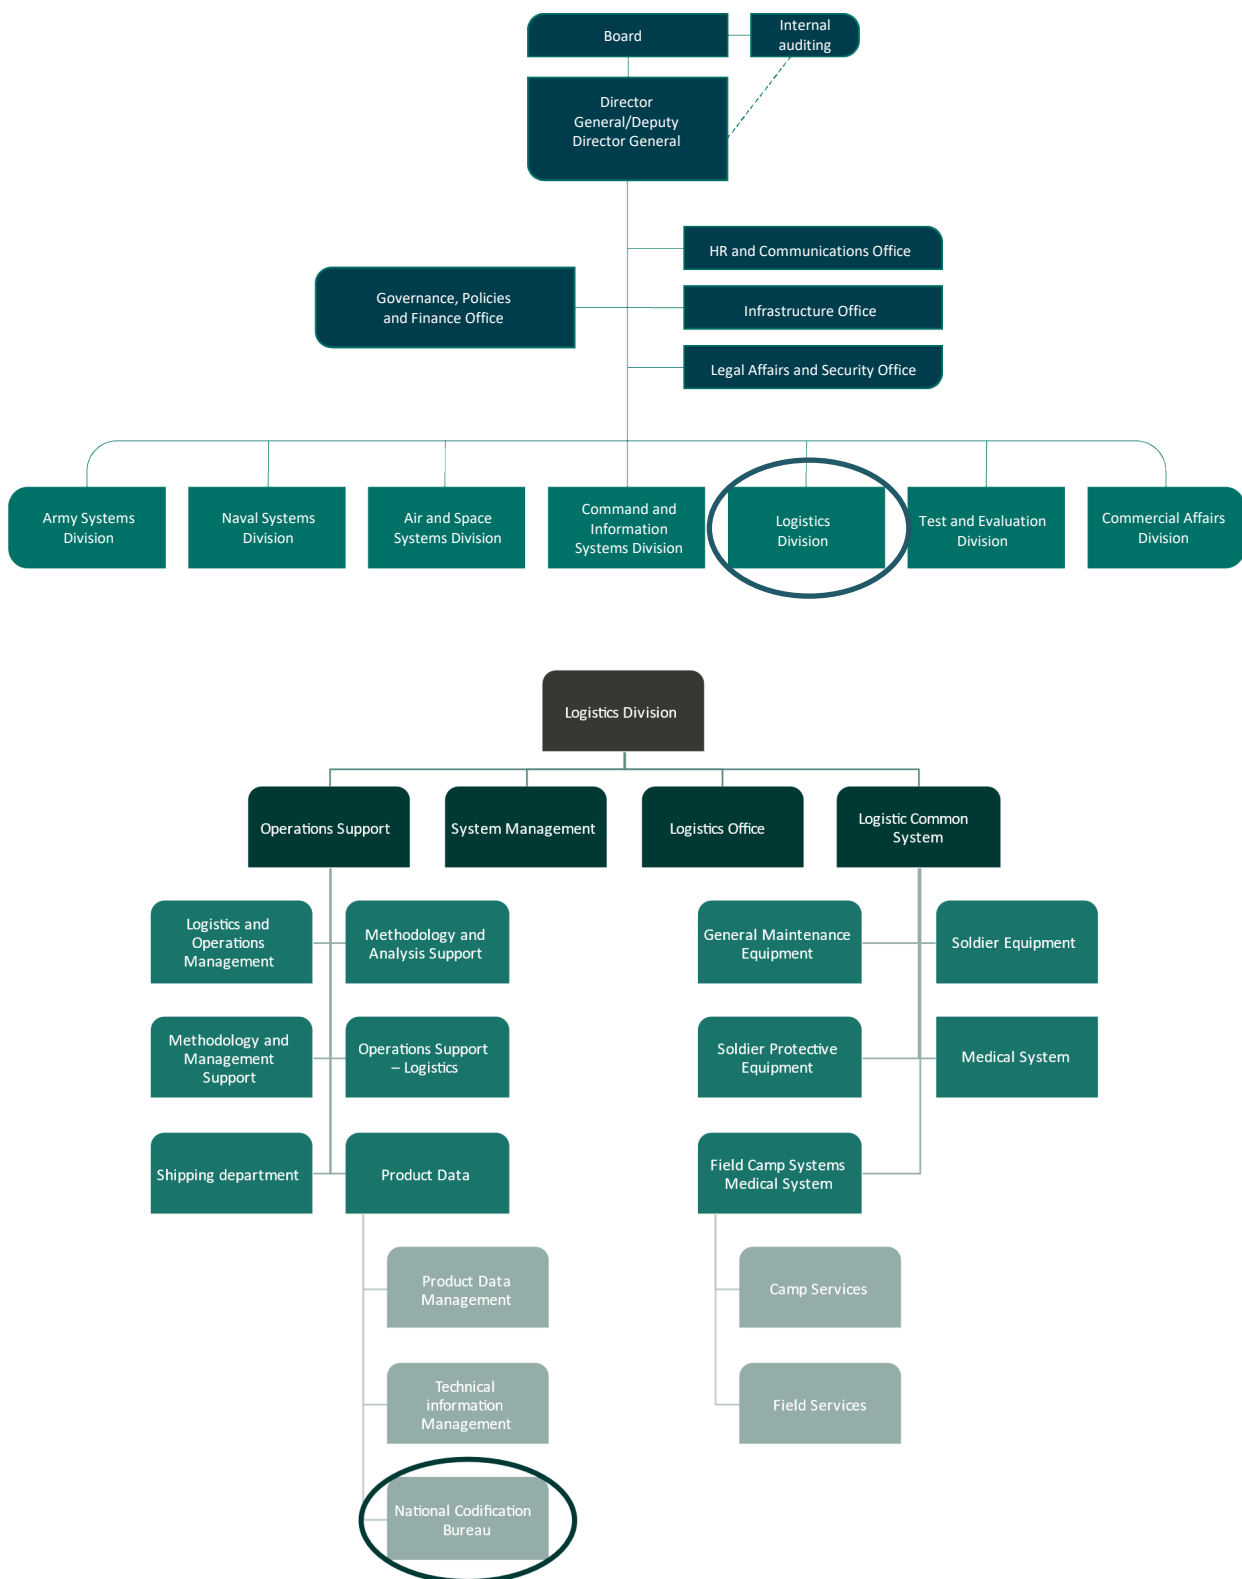 Board
Internal
auditing
Director
General/Deputy
Director General
HR and Communications Office
Governance, Policies
and Finance Office
Infrastructure Office
Legal Affairs and Security Office
Army Systems
Division
Naval Systems
Division
Air and Space
Systems Division
Command and
Information
Systems Division
Logistics
Division
Test and Evaluation
Division
Commercial Affairs
Division
Logistics Division
Operations Support
System Management
Logistics Office
Logistic Common
System
Logistics and
Operations
Management
Methodology and
Analysis Support
General Maintenance
Equipment
Soldier Equipment
Methodology and
Management
Support
Operations Support
– Logistics
Soldier Protective
Equipment
Medical System
Shipping department
Product Data
Field Camp Systems
Medical System
Product Data
Management
Camp Services
Technical
information
Management
Field Services
National Codification
Bureau